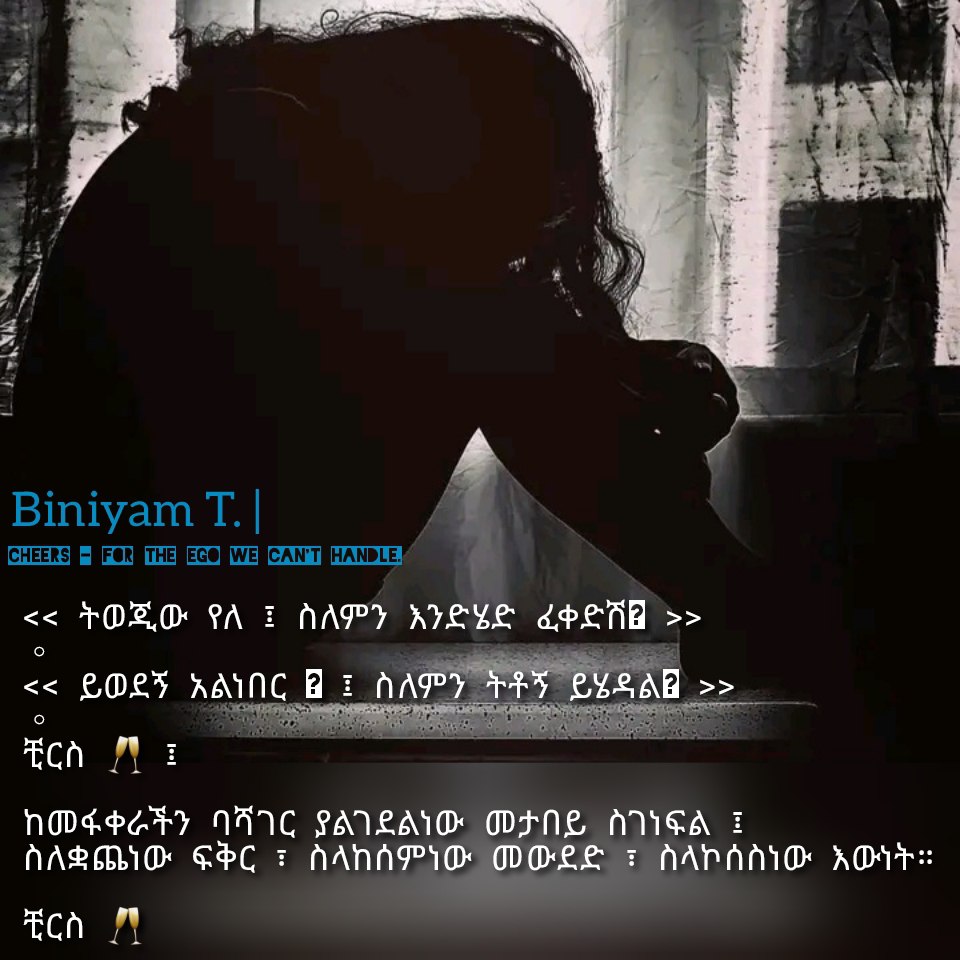 Biniyam T. |
CHEERS - FOR THE EGO WE CAN'T HANDLE.
<< ትወጂው የለ ፤ ስለምን እንድሄድ ፈቀድሽ? >>
°
<< ይወደኝ አልነበር ? ፤ ስለምን ትቶኝ ይሄዳል? >>
°
ቺርስ 🥂 ፤
ከመፋቀራችን ባሻገር ያልገደልነው መታበይ ስገነፍል ፤
ስለቋጨነው ፍቅር ፣ ስላከሰምነው መውደድ ፣ ስላኮሰስነው እውነት።
ቺርስ 🥂